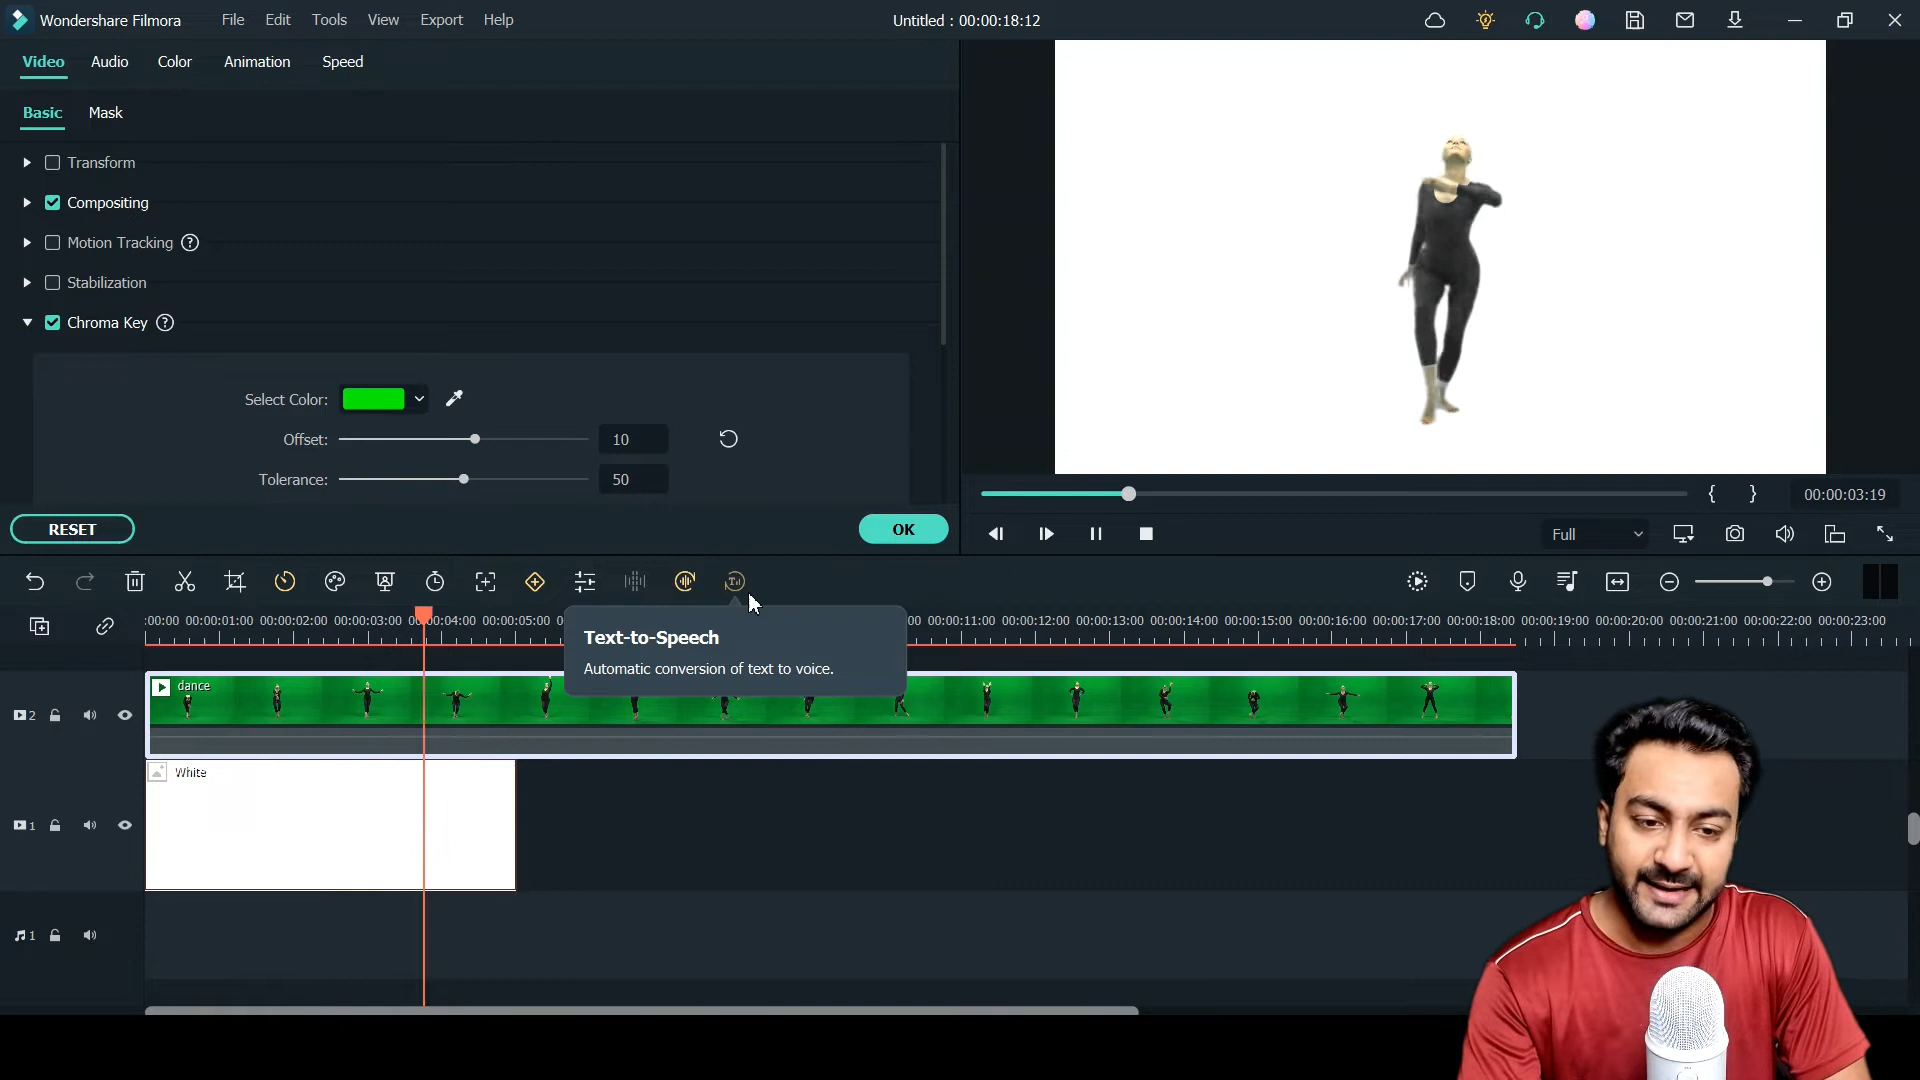 Wondershare Filmora File Edit Tools View Export Help Untitled : 00:00:18:12
Video Audio Color Animation Speed
Basic Mask
Transform
Compositing
Motion Tracking ?
Stabilization
Chroma Key ?
Select Color:
Offset: 10
Tolerance: 50
RESET OK
{ } 00:00:03:19
Full
:00:00 00:00:01:00 00:00:02:00 00:00:03:00 00:00:04:00 00:00:05:00 00:00:11:00 00:00:12:00 00:00:13:00 00:00:14:00 00:00:15:00 00:00:16:00 00:00:17:00 00:00:18:00 00:00:19:00 00:00:20:00 00:00:21:00 00:00:22:00 00:00:23:00
Text-to-Speech
Automatic conversion of text to voice.
dance
2
White
1
1